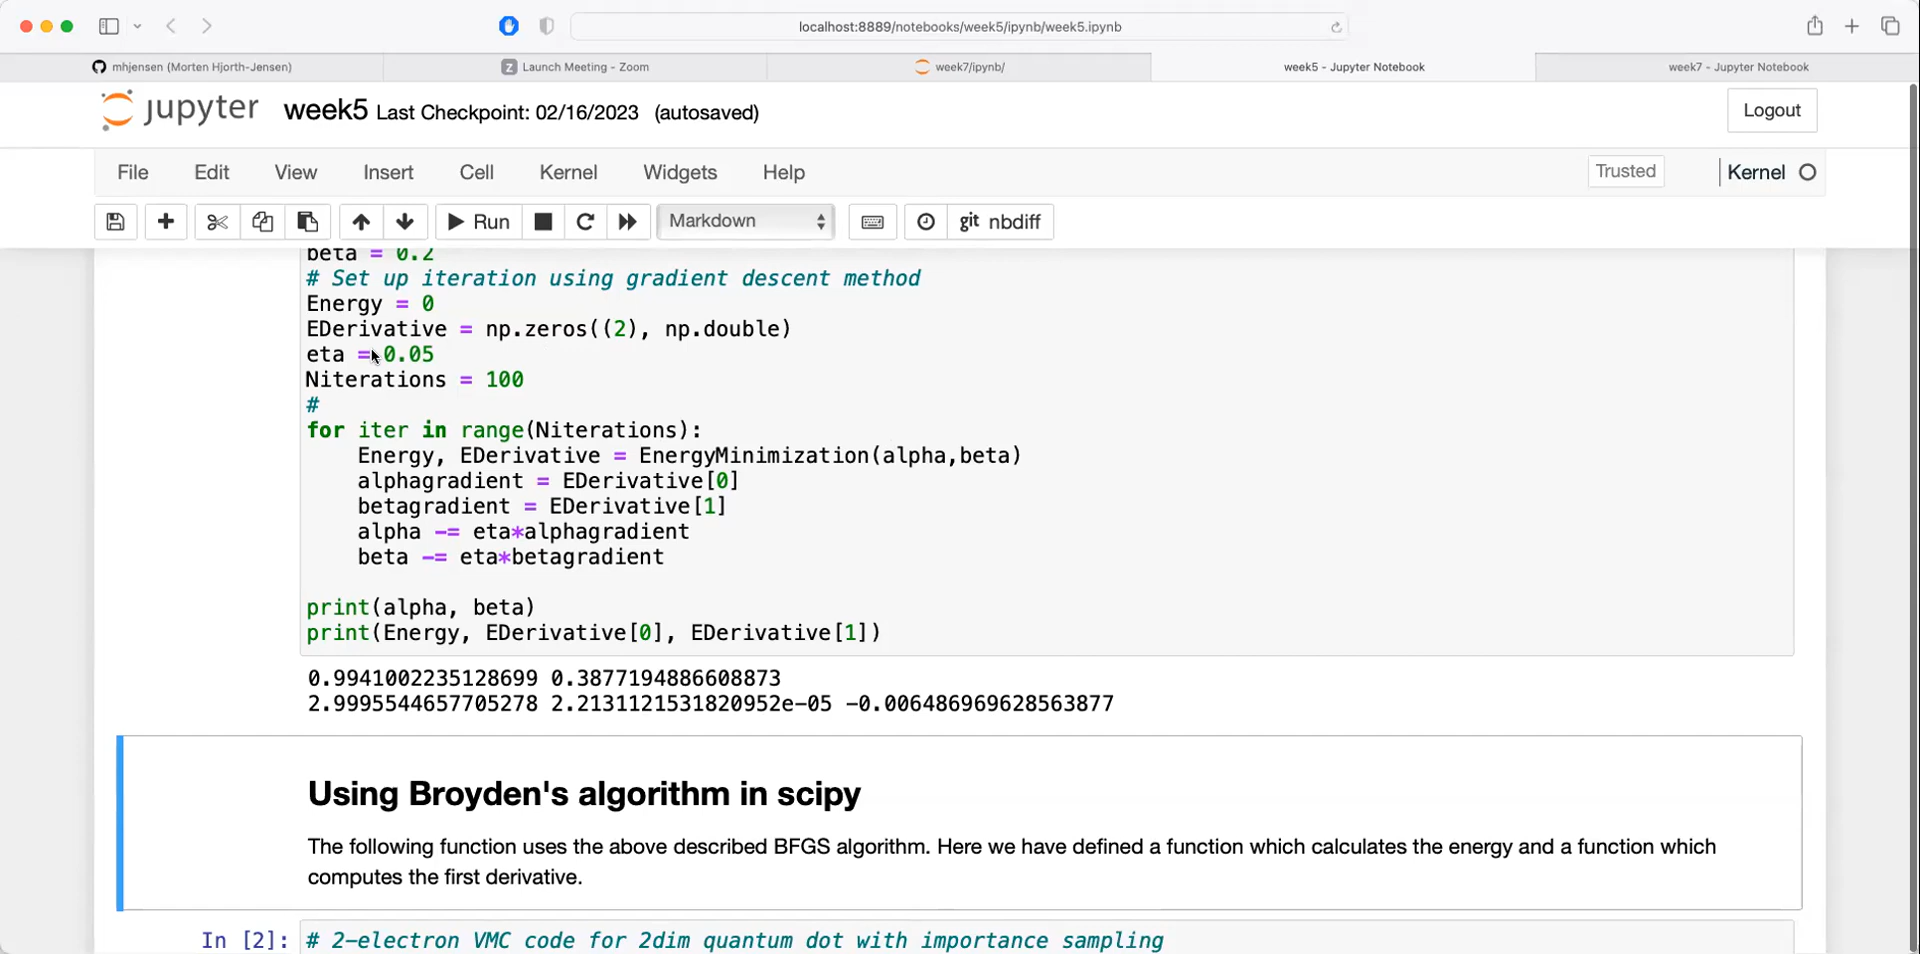 localhost:8889/notebooks/week5/ipynb/week5.ipynb
mhjensen (Morten Hjorth-Jensen)
Launch Meeting - Zoom
week7/ipynb/
week5 - Jupyter Notebook
week7 - Jupyter Notebook
jupyter week5 Last Checkpoint: 02/16/2023 (autosaved)
Logout
File Edit View Insert Cell Kernel Widgets Help
Trusted
Kernel
Run
Markdown
git nbdiff
beta = 0.2
# Set up iteration using gradient descent method
Energy = 0
EDerivative = np.zeros((2), np.double)
eta = 0.05
Niterations = 100
#
for iter in range(Niterations):
    Energy, EDerivative = EnergyMinimization(alpha,beta)
    alphagradient = EDerivative[0]
    betagradient = EDerivative[1]
    alpha -= eta*alphagradient
    beta -= eta*betagradient
print(alpha, beta)
print(Energy, EDerivative[0], EDerivative[1])
0.9941002235128699 0.3877194886608873
2.9995544657705278 2.2131121531820952e-05 -0.006486969628563877
Using Broyden's algorithm in scipy
The following function uses the above described BFGS algorithm. Here we have defined a function which calculates the energy and a function which
computes the first derivative.
In [2]: # 2-electron VMC code for 2dim quantum dot with importance sampling